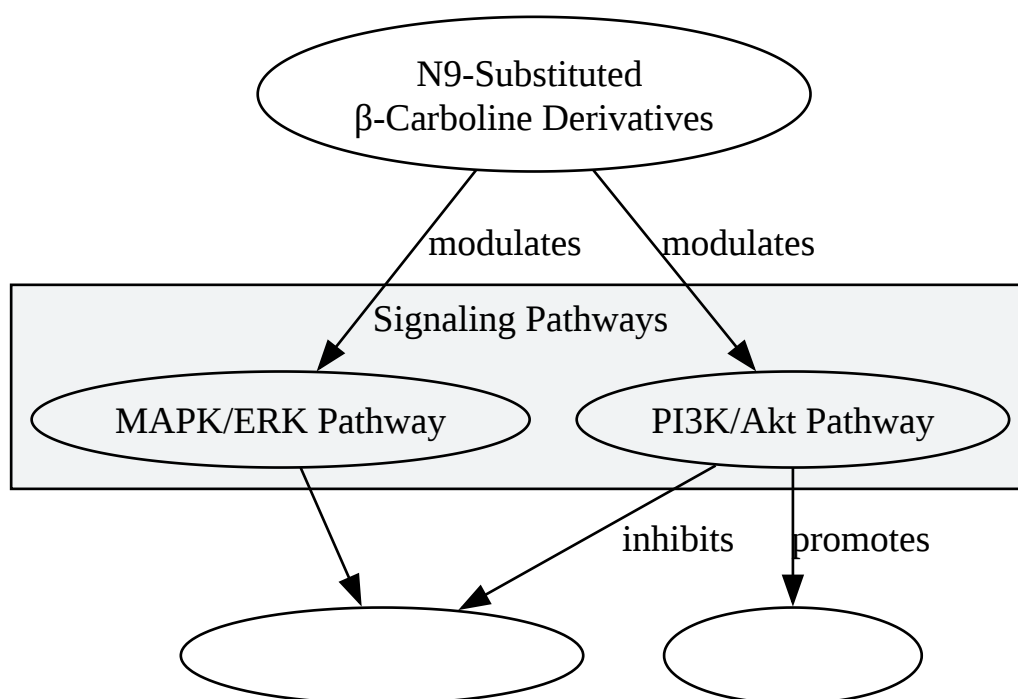 N9-Substituted
β-Carboline Derivatives
modulates
modulates
Signaling Pathways
MAPK/ERK Pathway
PI3K/Akt Pathway
inhibits
promotes